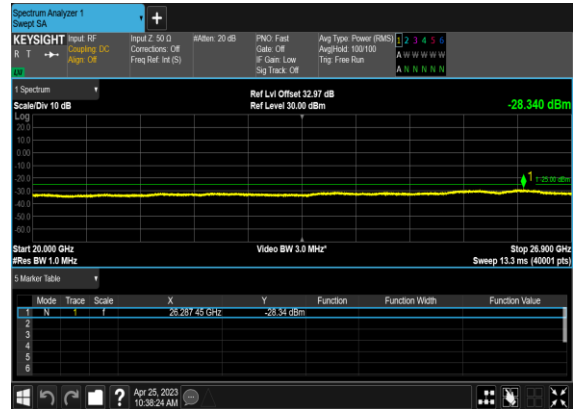 Spectrum Analyzer 1
Swept SA
+
KEYSIGHT Input: RF Input Z: 50 Ω #Atten: 20 dB PNO: Fast Avg Type: Power (RMS) 1 2 3 4 5 6
R T Coupling: DC Corrections: Off Gate: Off Avg|Hold: 100/100 A W W W W W
Align: Off Freq Ref: Int (S) IF Gain: Low Trig: Free Run
LW Sig Track: Off A N N N N N
1 Spectrum Ref Lvl Offset 32.97 dB
Scale/Div 10 dB Ref Level 30.00 dBm -28.340 dBm
Log
20.0
10.0
0.00
-10.0
-20.0
-30.0
-40.0
-50.0
-60.0
1
1 -25.00 dBm
Start 20.000 GHz Video BW 3.0 MHz* Stop 26.900 GHz
#Res BW 1.0 MHz Sweep 13.3 ms (40001 pts)
5 Marker Table
Mode Trace Scale X Y Function Function Width Function Value
1 N 1 f 26.287 45 GHz -28.34 dBm
2
3
4
5
6
? Apr 25, 2023
10:38:24 AM